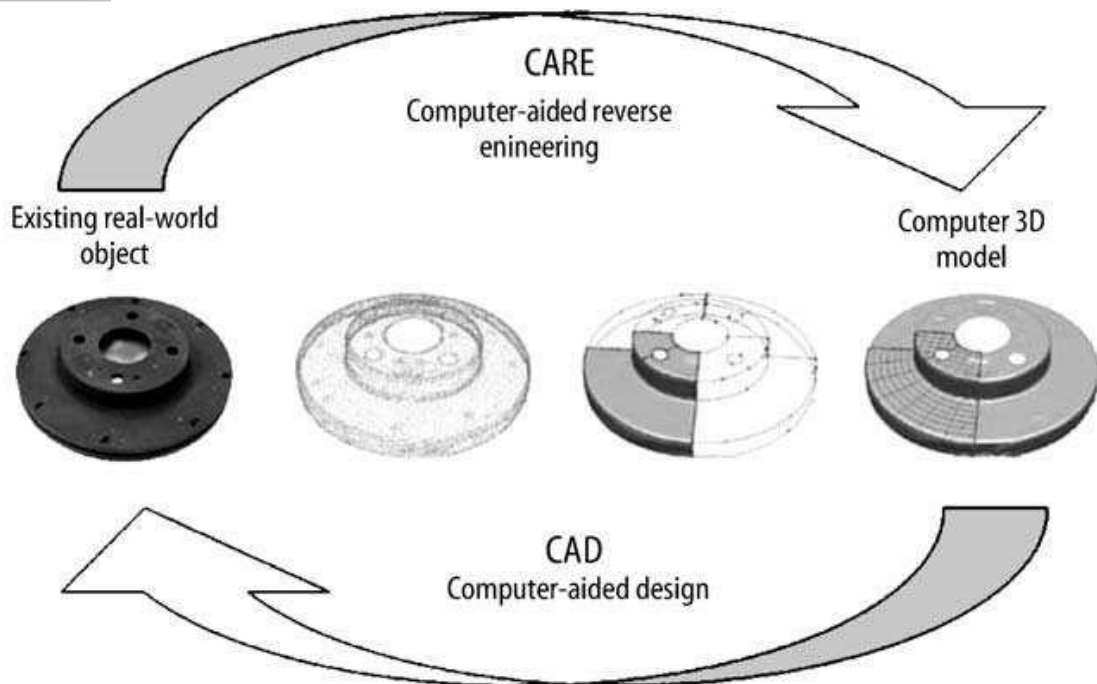 CARE
Computer-aided reverse
enineering
Existing real-world
object
Computer 3D
model
CAD
Computer-aided design